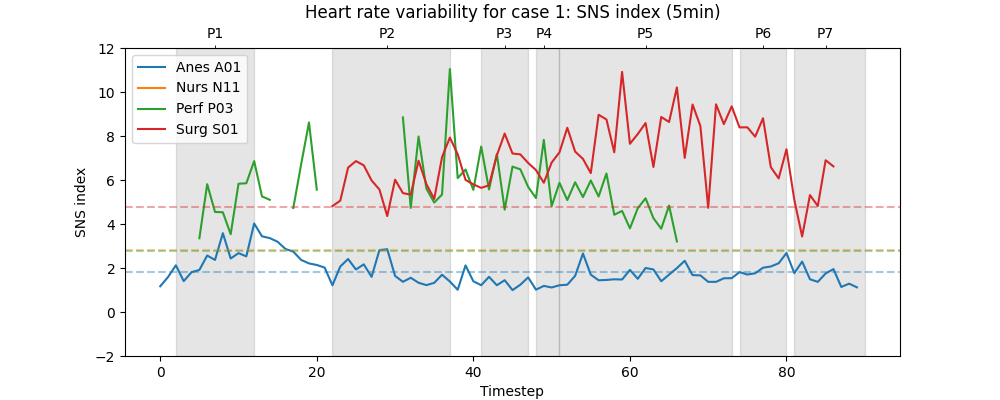 Heart rate variability for case 1: SNS index (5min)
P1 P2 P3 P4 P5 P6 P7
Anes A01
Nurs N11
Perf P03
Surg S01
SNS index
12
10
8
6
4
2
0
−2
0 20 40 60 80
Timestep